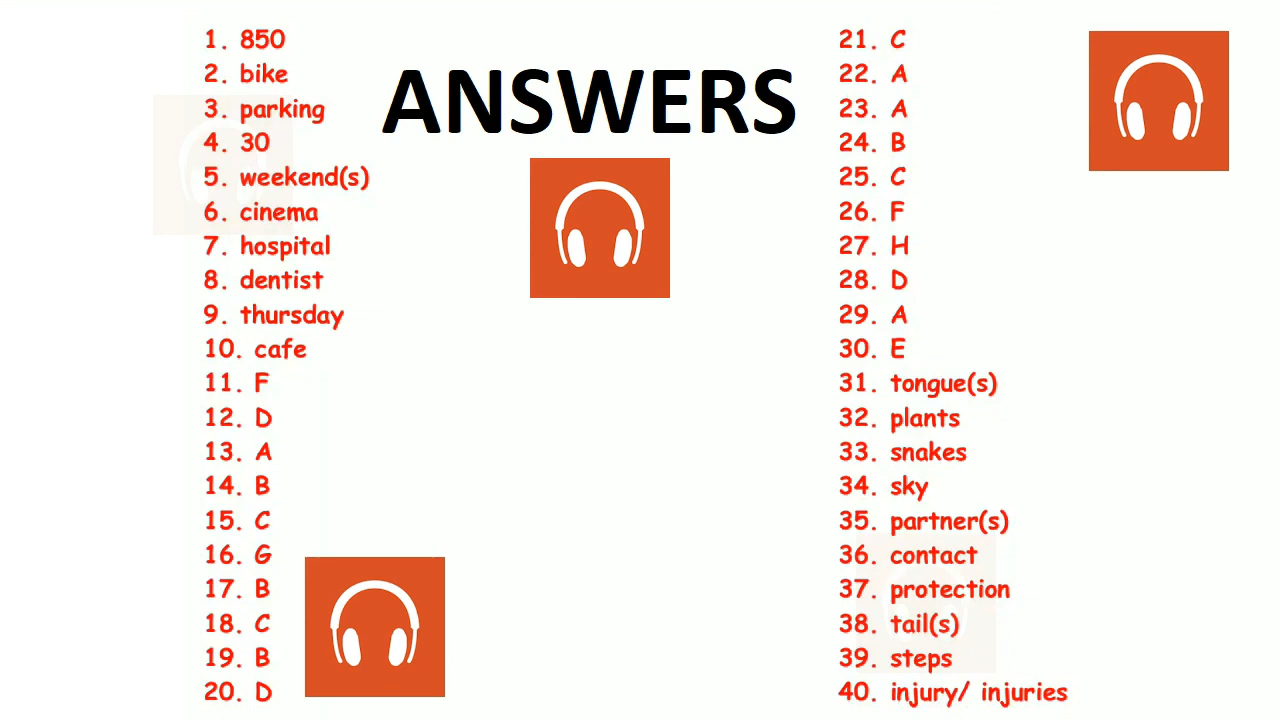 ANSWERS
1. 850
2. bike
3. parking
4. 30
5. weekend(s)
6. cinema
7. hospital
8. dentist
9. thursday
10. cafe
11. F
12. D
13. A
14. B
15. C
16. G
17. B
18. C
19. B
20. D
21. C
22. A
23. A
24. B
25. C
26. F
27. H
28. D
29. A
30. E
31. tongue(s)
32. plants
33. snakes
34. sky
35. partner(s)
36. contact
37. protection
38. tail(s)
39. steps
40. injury/ injuries